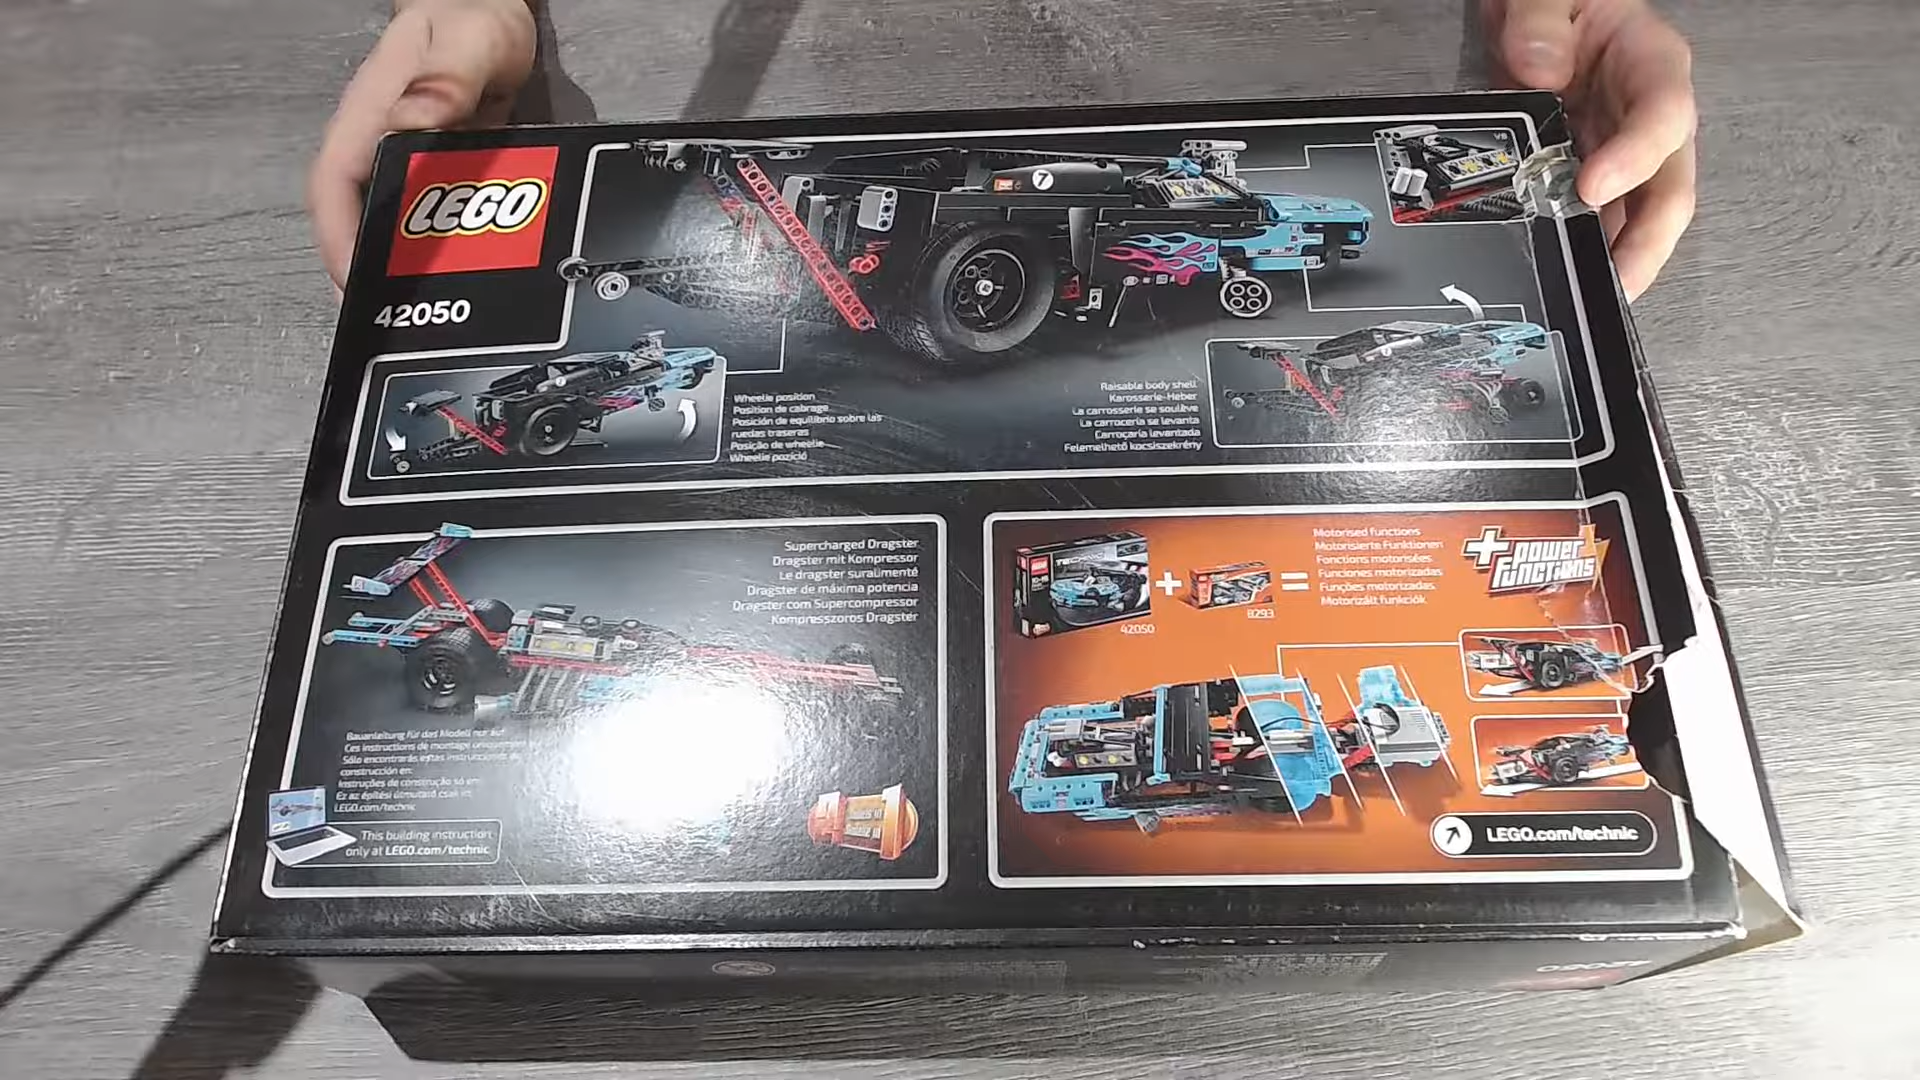 LEGO
42050
7
V8
Wheelie position
Position de cabrage
Posición de equilibrio sobre las
ruedas traseras
Posição de wheelie
Wheelie pozíció
Raisable body shell
Karosserie-Heber
La carrosserie se soulève
La carrocería se levanta
Carroçaria levantada
Felemelhető kocsiszekrény
Supercharged Dragster
Dragster mit Kompressor
Le dragster suralimenté
Dragster de máxima potencia
Dragster com Supercompressor
Kompresszoros Dragster
Bauanleitung für das Modell nur auf
Ces instructions de montage
Sólo encontrarás estas instrucciones
construcción en:
Instruções de construção só em
Ez az építési útmutató csak itt:
LEGO.com/technic
This building instruction
only at LEGO.com/technic
Motorised functions
Motorisierte Funktionen
Fonctions motorisées
Funciones motorizadas
Funções motorizadas
Motorizált funkciók
+power
functions
TECHNIC
+
=
42050
8293
LEGO.com/technic
42050